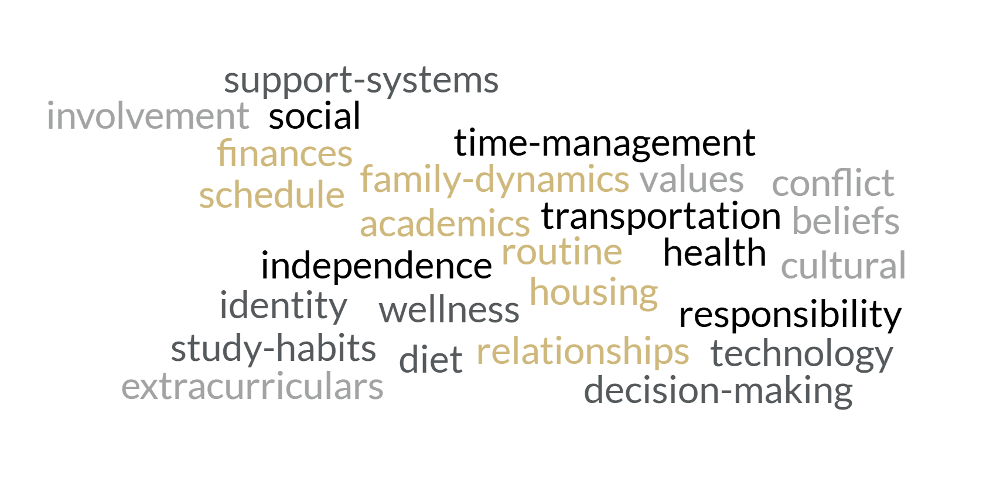 support-systems
involvement social
time-management
finances
family-dynamics values conflict
schedule
transportation beliefs
academics
routine health cultural
independence
housing
identity wellness responsibility
study-habits diet relationships technology
extracurriculars decision-making